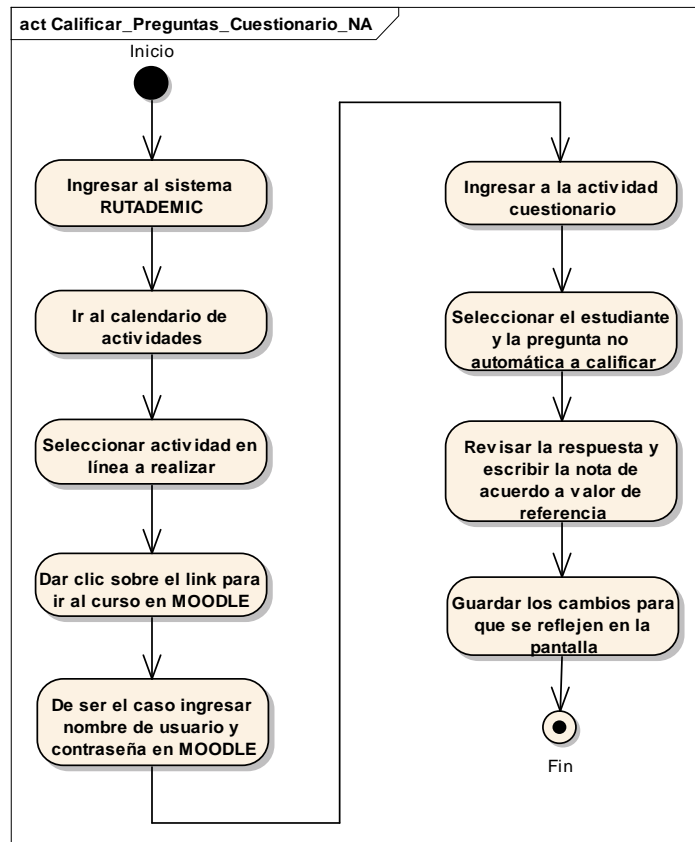 act Calificar_Preguntas_Cuestionario_NA
Inicio
Ingresar al sistema
RUTADEMIC
Ir al calendario de
actividades
Seleccionar actividad en
línea a realizar
Dar clic sobre el link para
ir al curso en MOODLE
De ser el caso ingresar
nombre de usuario y
contraseña en MOODLE
Ingresar a la actividad
cuestionario
Seleccionar el estudiante
y la pregunta no
automática a calificar
Revisar la respuesta y
escribir la nota de
acuerdo a valor de
referencia
Guardar los cambios para
que se reflejen en la
pantalla
Fin